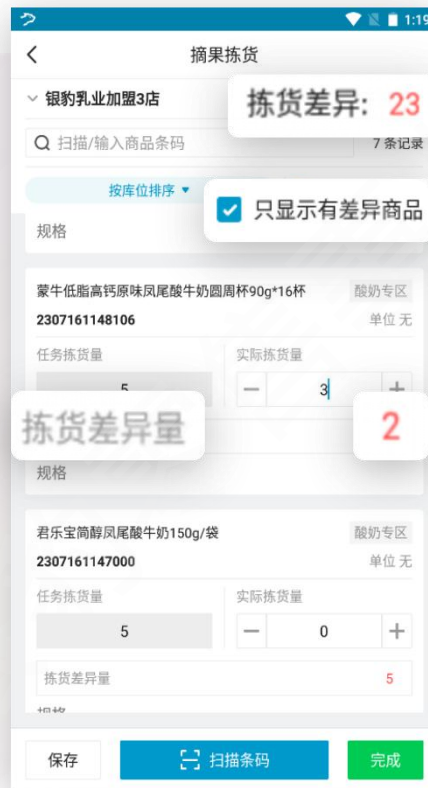 1:19
摘果拣货
银豹乳业加盟3店
拣货差异: 23
扫描/输入商品条码
7 条记录
按库位排序
只显示有差异商品
规格
蒙牛低脂高钙原味凤尾酸牛奶圆周杯90g*16杯
酸奶专区
2307161148106
单位 无
任务拣货量
实际拣货量
5
3
拣货差异量
2
规格
君乐宝简醇凤尾酸牛奶150g/袋
酸奶专区
2307161147000
单位 无
任务拣货量
实际拣货量
5
0
拣货差异量
5
规格
保存
扫描条码
完成